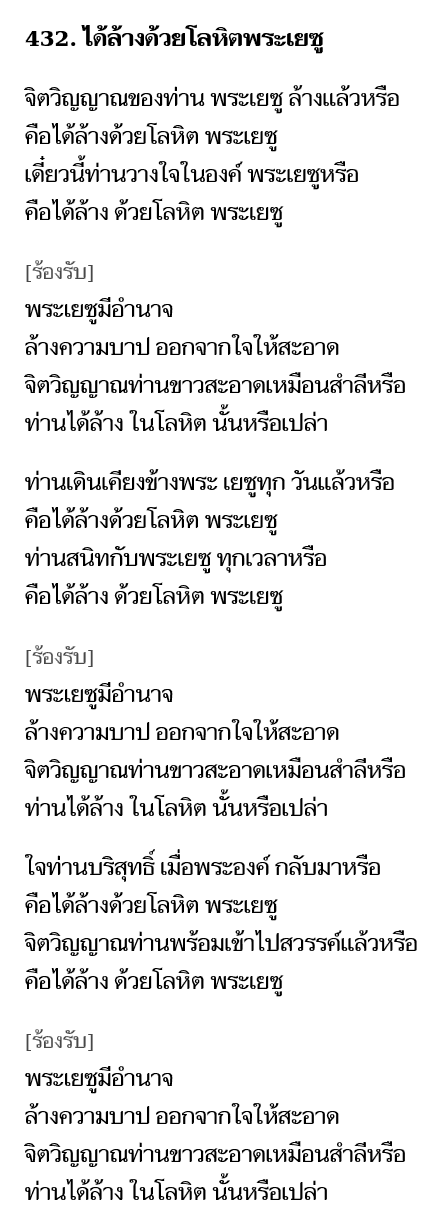 432. ได้ล้างด้วยโลหิตพระเยซู
จิตวิญญาณของท่าน พระเยซู ล้างแล้วหรือ
คือได้ล้างด้วยโลหิต พระเยซู
เดี๋ยวนี้ท่านวางใจในองค์ พระเยซูหรือ
คือได้ล้าง ด้วยโลหิต พระเยซู
[ร้องรับ]
พระเยซูมีอำนาจ
ล้างความบาป ออกจากใจให้สะอาด
จิตวิญญาณท่านขาวสะอาดเหมือนสำลีหรือ
ท่านได้ล้าง ในโลหิต นั้นหรือเปล่า
ท่านเดินเคียงข้างพระ เยซูทุก วันแล้วหรือ
คือได้ล้างด้วยโลหิต พระเยซู
ท่านสนิทกับพระเยซู ทุกเวลาหรือ
คือได้ล้าง ด้วยโลหิต พระเยซู
[ร้องรับ]
พระเยซูมีอำนาจ
ล้างความบาป ออกจากใจให้สะอาด
จิตวิญญาณท่านขาวสะอาดเหมือนสำลีหรือ
ท่านได้ล้าง ในโลหิต นั้นหรือเปล่า
ใจท่านบริสุทธิ์ เมื่อพระองค์ กลับมาหรือ
คือได้ล้างด้วยโลหิต พระเยซู
จิตวิญญาณท่านพร้อมเข้าไปสวรรค์แล้วหรือ
คือได้ล้าง ด้วยโลหิต พระเยซู
[ร้องรับ]
พระเยซูมีอำนาจ
ล้างความบาป ออกจากใจให้สะอาด
จิตวิญญาณท่านขาวสะอาดเหมือนสำลีหรือ
ท่านได้ล้าง ในโลหิต นั้นหรือเปล่า